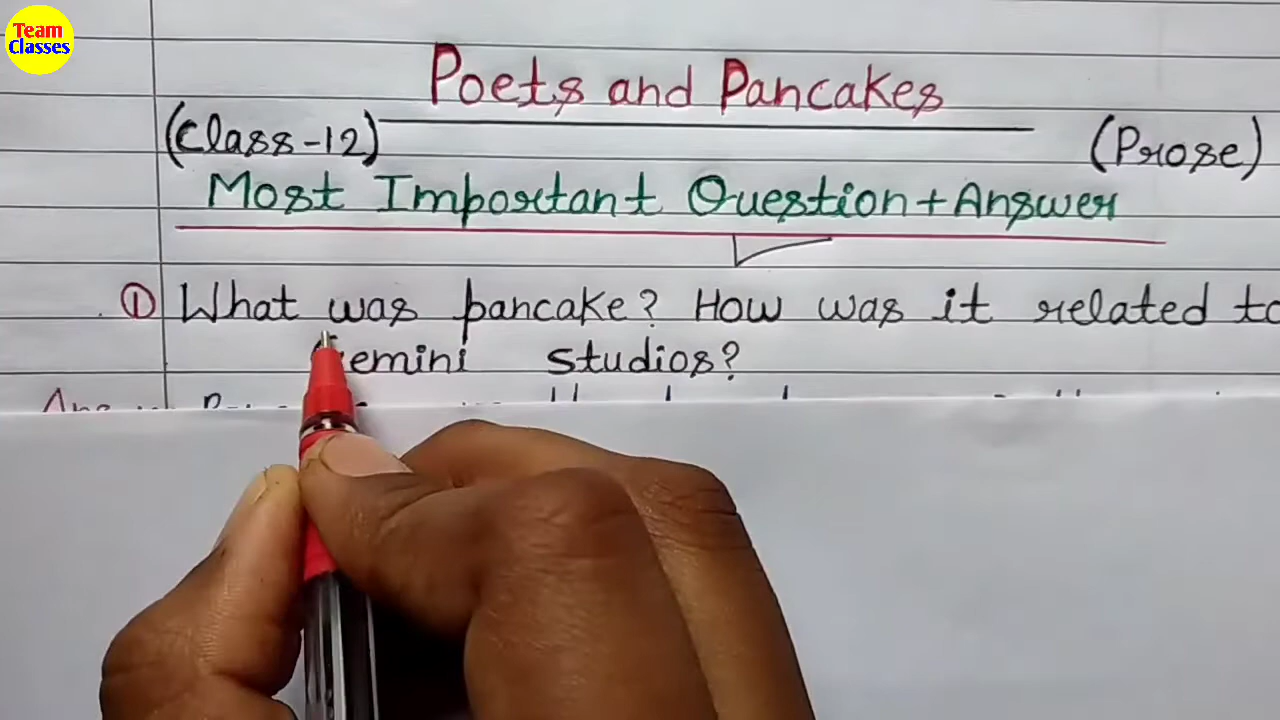 Team
Classes
Poets and Pancakes
(Class-12)
(Prose)
Most Important Question+Answer
① What was pancake? How was it related to
Gemini studios?